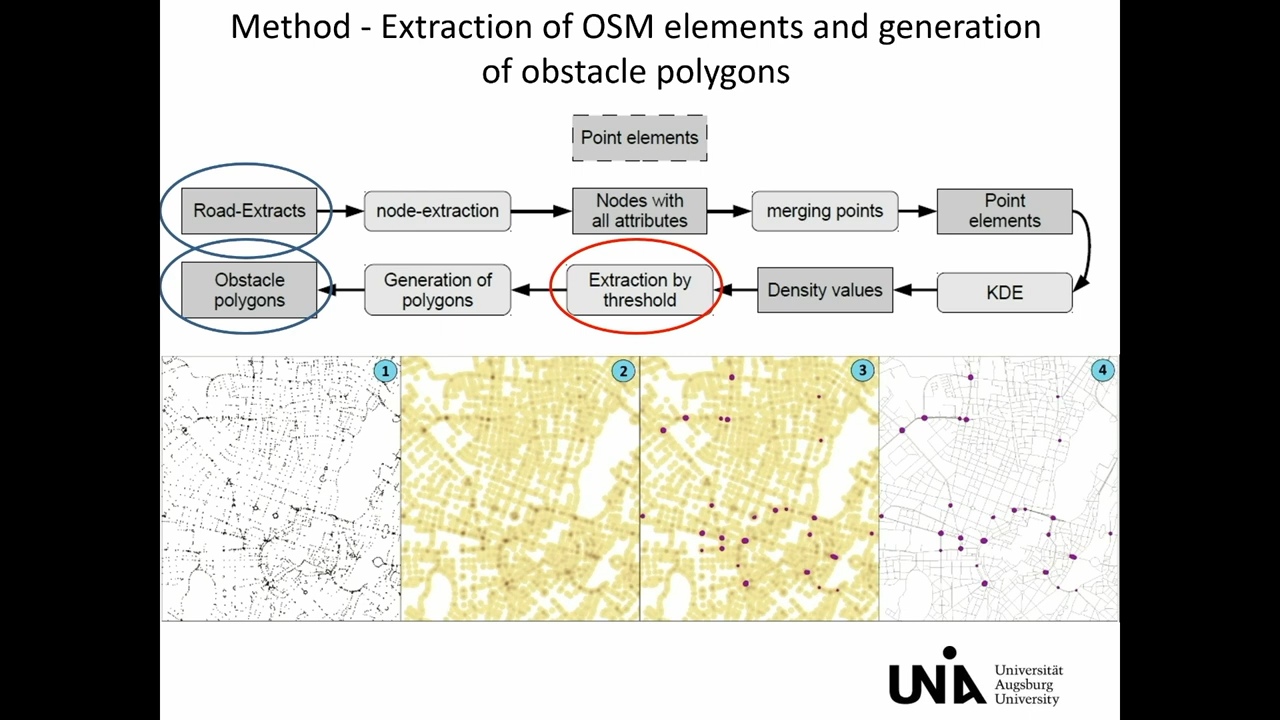 Method - Extraction of OSM elements and generation
of obstacle polygons
Point elements
Road-Extracts
node-extraction
Nodes with
all attributes
merging points
Point
elements
Obstacle
polygons
Generation of
polygons
Extraction by
threshold
Density values
KDE
1
2
3
4
UNIA
Universität
Augsburg
University